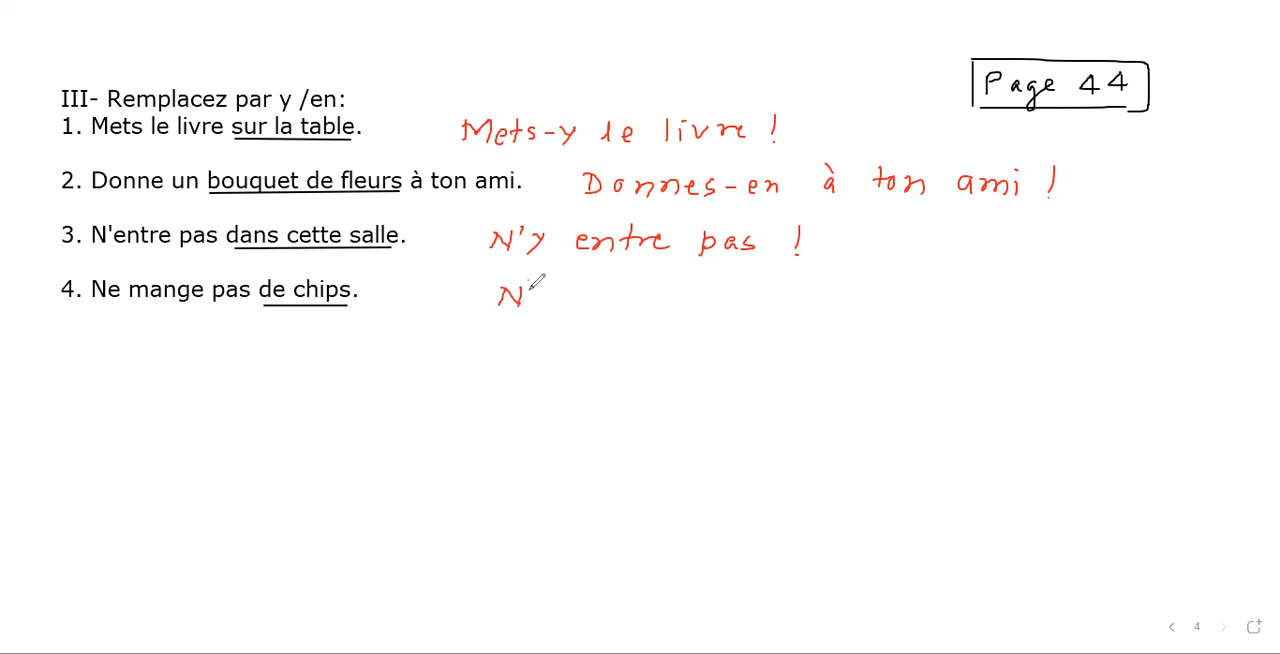 Page 44
III- Remplacez par y /en:
1. Mets le livre sur la table. Mets-y le livre !
2. Donne un bouquet de fleurs à ton ami. Donnes-en à ton ami !
3. N'entre pas dans cette salle. N'y entre pas !
4. Ne mange pas de chips. N'
4